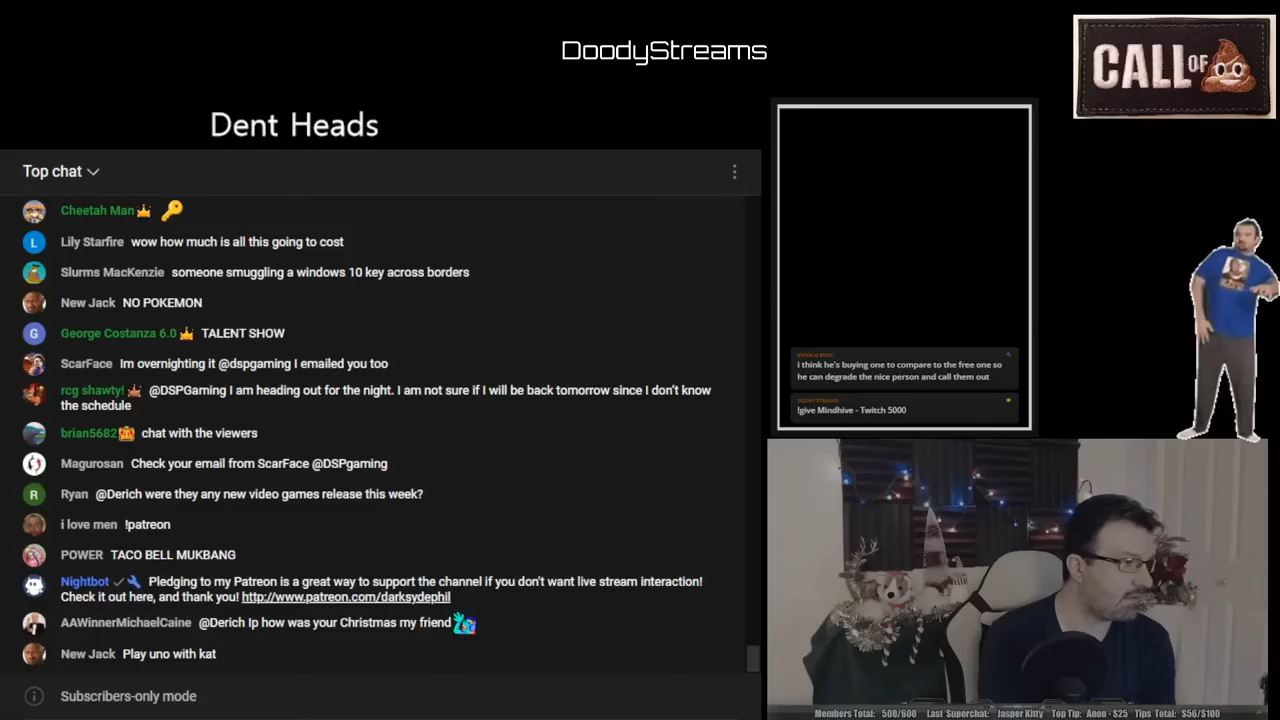 DoodyStreams
CALL OF
Dent Heads
Top chat
Cheetah Man
L Lily Starfire wow how much is all this going to cost
Slurms MacKenzie someone smuggling a windows 10 key across borders
New Jack NO POKEMON
G George Costanza 6.0 TALENT SHOW
ScarFace Im overnighting it @dspgaming I emailed you too
rcg shawty! @DSPGaming I am heading out for the night. I am not sure if I will be back tomorrow since I don't know
the schedule
brian5682 chat with the viewers
Magurosan Check your email from ScarFace @DSPgaming
R Ryan @Derich were they any new video games release this week?
i love men !patreon
POWER TACO BELL MUKBANG
Nightbot Pledging to my Patreon is a great way to support the channel if you don't want live stream interaction!
Check it out here, and thank you! http://www.patreon.com/darksydephil
AAWinnerMichaelCaine @Derich Ip how was your Christmas my friend
New Jack Play uno with kat
Subscribers-only mode
i think he's buying one to compare to the free one so
he can degrade the nice person and call them out
DOODY STREAMS
!give Mindhive - Twitch 5000
Members Total: 500/600 Last Superchat: Jasper Kitty Top Tip: Anon - $25 Tips Total: $56/$100